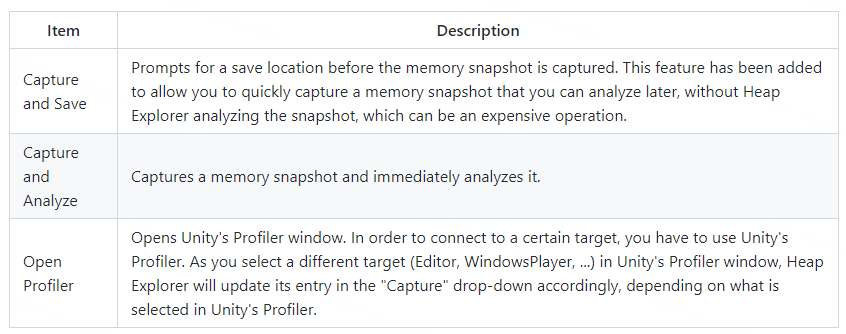 Item Description
Capture and Save
Prompts for a save location before the memory snapshot is captured. This feature has been added
to allow you to quickly capture a memory snapshot that you can analyze later, without Heap
Explorer analyzing the snapshot, which can be an expensive operation.
Capture
and
Analyze
Captures a memory snapshot and immediately analyzes it.
Open
Profiler
Opens Unity's Profiler window. In order to connect to a certain target, you have to use Unity's
Profiler. As you select a different target (Editor, WindowsPlayer, ...) in Unity's Profiler window, Heap
Explorer will update its entry in the "Capture" drop-down accordingly, depending on what is
selected in Unity's Profiler.